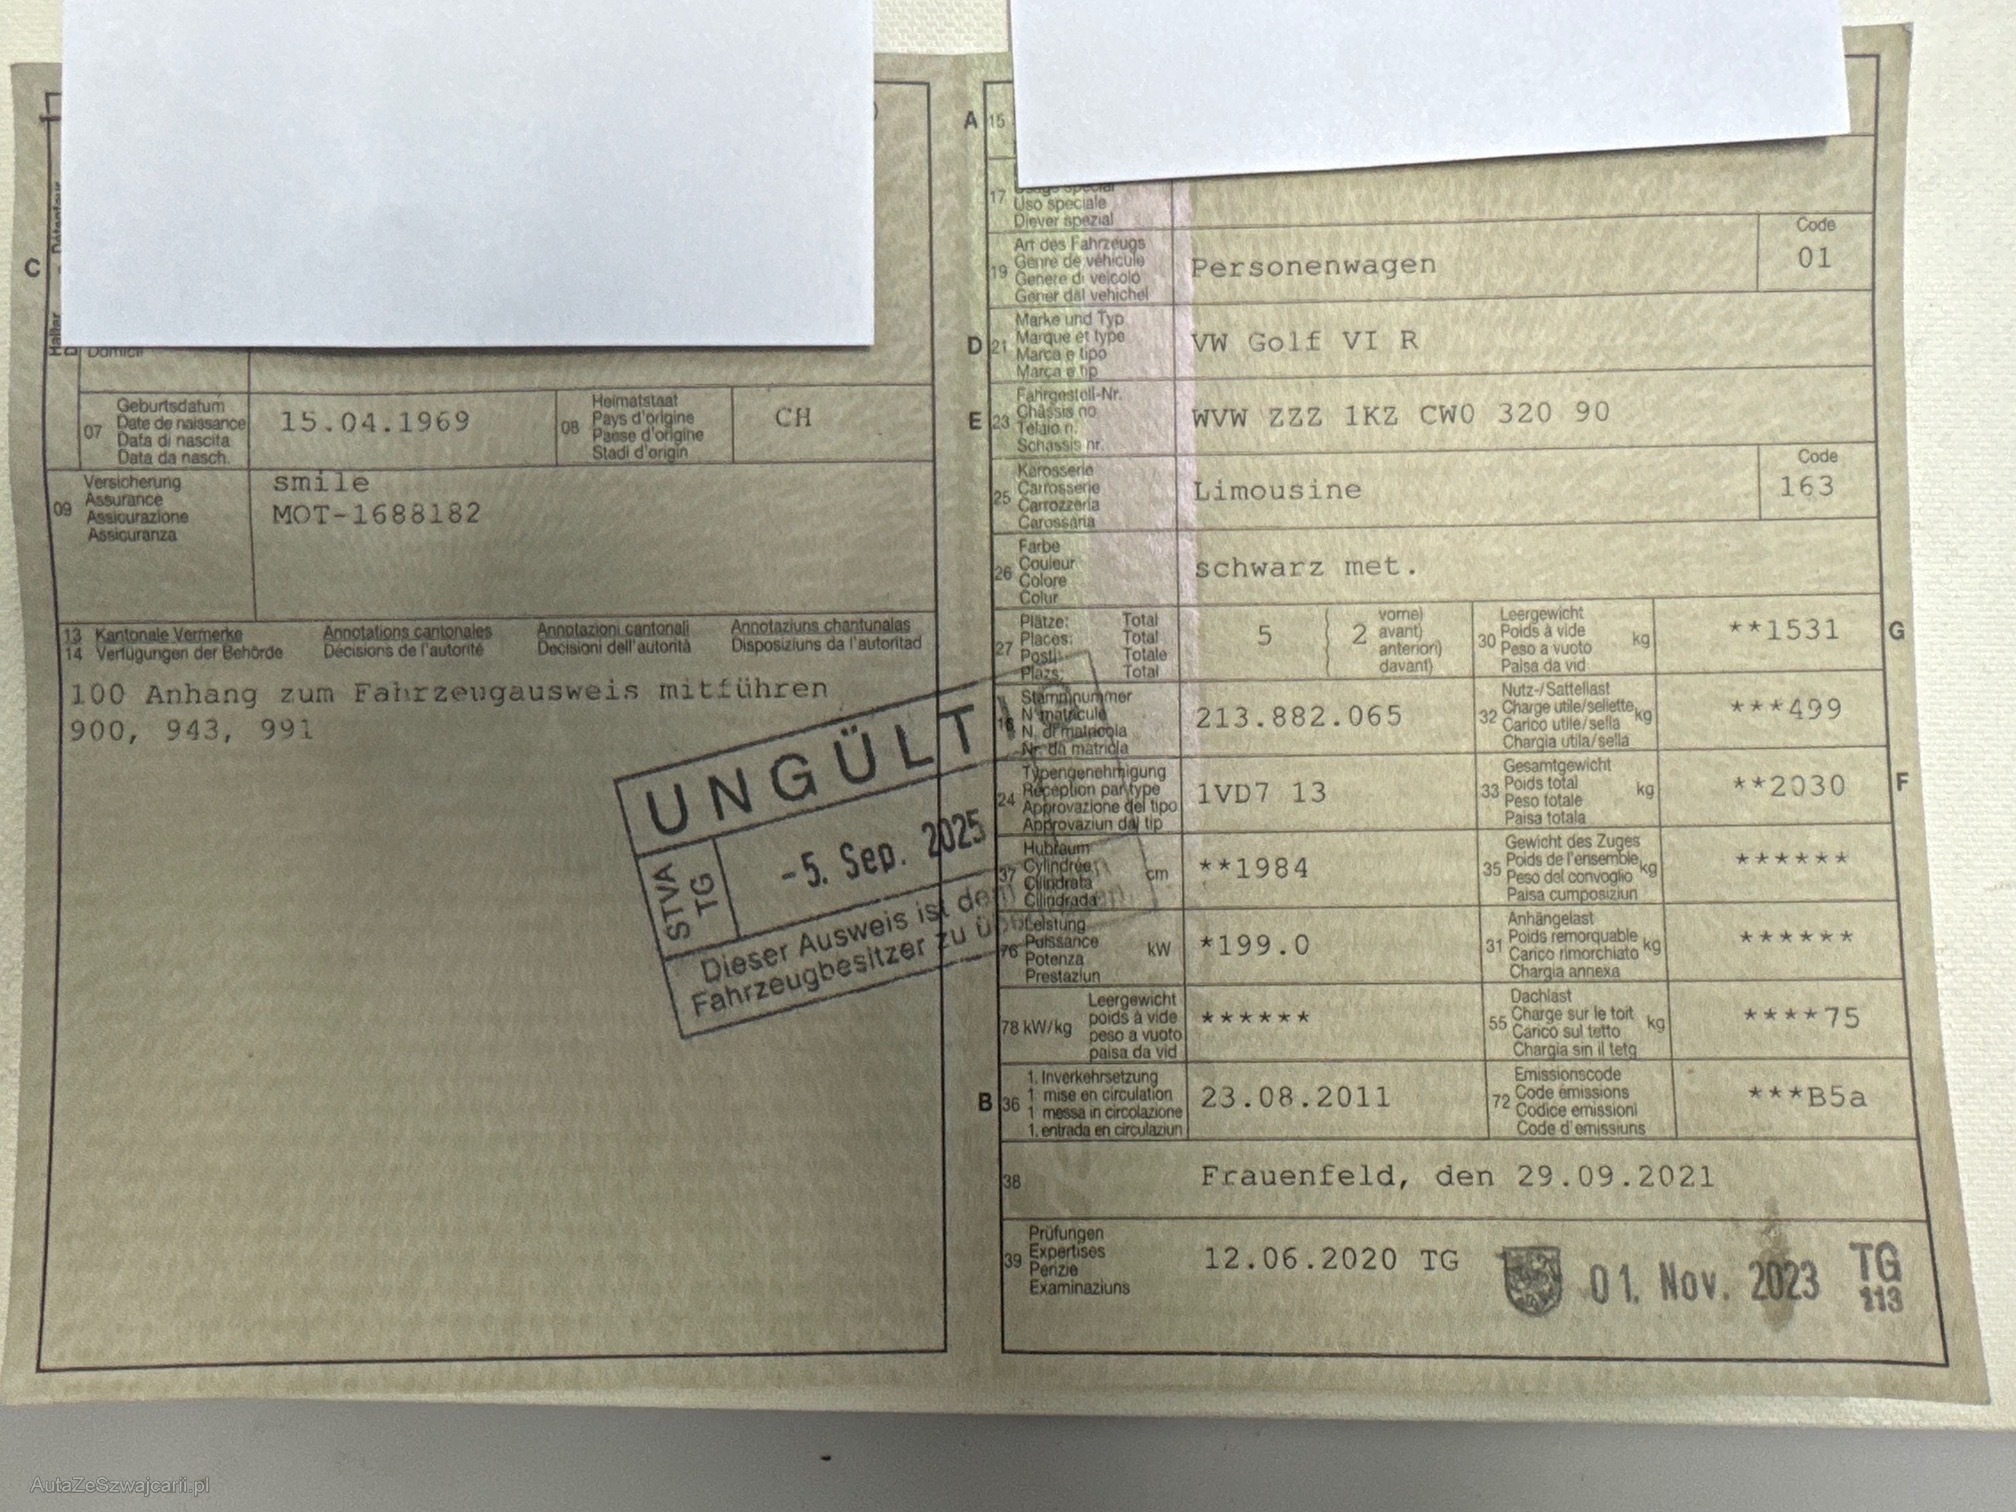 C
Domicil
07
Geburtsdatum
Date de naissance
Data di nascita
Data da nasch.
15.04.1969
08
Heimatstaat
Pays d'origine
Paese d'origine
Stadi d'origin
CH
09
Versicherung
Assurance
Assicurazione
Assicuranza
smile
MOT-1688182
13 Kantonale Vermerke Annotations cantonales Annotazioni cantonali Annotaziuns chantunalas
14 Verfügungen der Behörde Décisions de l'autorité Decisioni dell'autorità Disposiziuns da l'autoritad
100 Anhang zum Fahrzeugausweis mitführen
900, 943, 991
UNGÜLT
STVA
TG
-5. Sep. 2025
Dieser Ausweis ist dem
Fahrzeugbesitzer zu
A 15
17
Usage spécial
Uso speciale
Diever spezial
19
Art des Fahrzeugs
Genre de véhicule
Genere di veicolo
Gener dal vehichel
Personenwagen
Code
01
D 21
Marke und Typ
Marque et type
Marca e tipo
Marca e tip
VW Golf VI R
E 23
Fahrgestell-Nr.
Châssis no
Telaio n.
Schassis nr.
WVW ZZZ 1KZ CW0 320 90
25
Karosserie
Carrosserie
Carrozzeria
Carossaria
Limousine
Code
163
26
Farbe
Couleur
Colore
Colur
schwarz met.
27
Plätze: Total
Places: Total
Posti: Totale
Plazs: Total
5
2
vorne)
avant)
anteriori)
davant)
30
Leergewicht
Poids à vide
Peso a vuoto
Paisa da vid
kg
**1531
G
18
Stammnummer
N° matricule
N. di matricola
Nr. da matricla
213.882.065
32
Nutz-/Sattellast
Charge utile/sellette
Carico utile/sella
Chargia utila/sella
kg
***499
24
Typengenehmigung
Réception par type
Approvazione del tipo
Approvaziun dal tip
1VD7 13
33
Gesamtgewicht
Poids total
Peso totale
Paisa totala
kg
**2030
F
37
Hubraum
Cylindrée
Cilindrata
Cilindrada
cm
**1984
35
Gewicht des Zuges
Poids de l'ensemble
Peso del convoglio
Paisa cumposiziun
kg
******
76
Leistung
Puissance
Potenza
Prestaziun
kW
*199.0
31
Anhängelast
Poids remorquable
Carico rimorchiato
Chargia annexa
kg
******
78 kW/kg
Leergewicht
poids à vide
peso a vuoto
paisa da vid
******
55
Dachlast
Charge sur le toit
Carico sul tetto
Chargia sin il tetg
kg
****75
B 36
1. Inverkehrsetzung
1 mise en circulation
1 messa in circolazione
1. entrada en circulaziun
23.08.2011
72
Emissionscode
Code émissions
Codice emissioni
Code d'emissiuns
***B5a
38
Frauenfeld, den 29.09.2021
39
Prüfungen
Expertises
Perizie
Examinaziuns
12.06.2020 TG
01. Nov. 2023
TG
113
AutaZeSzwajcarii.pl